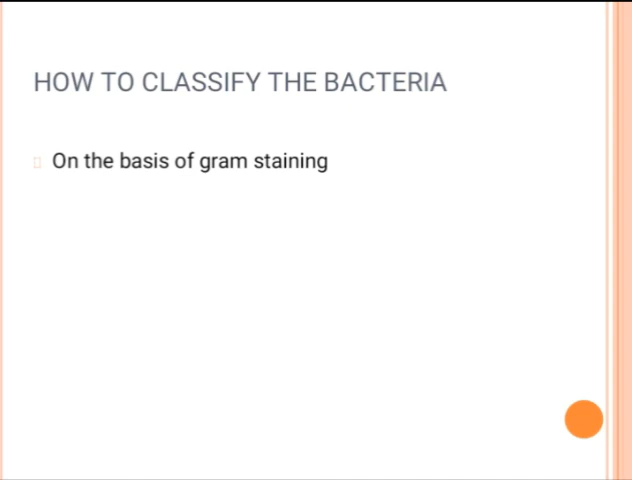 HOW TO CLASSIFY THE BACTERIA
On the basis of gram staining